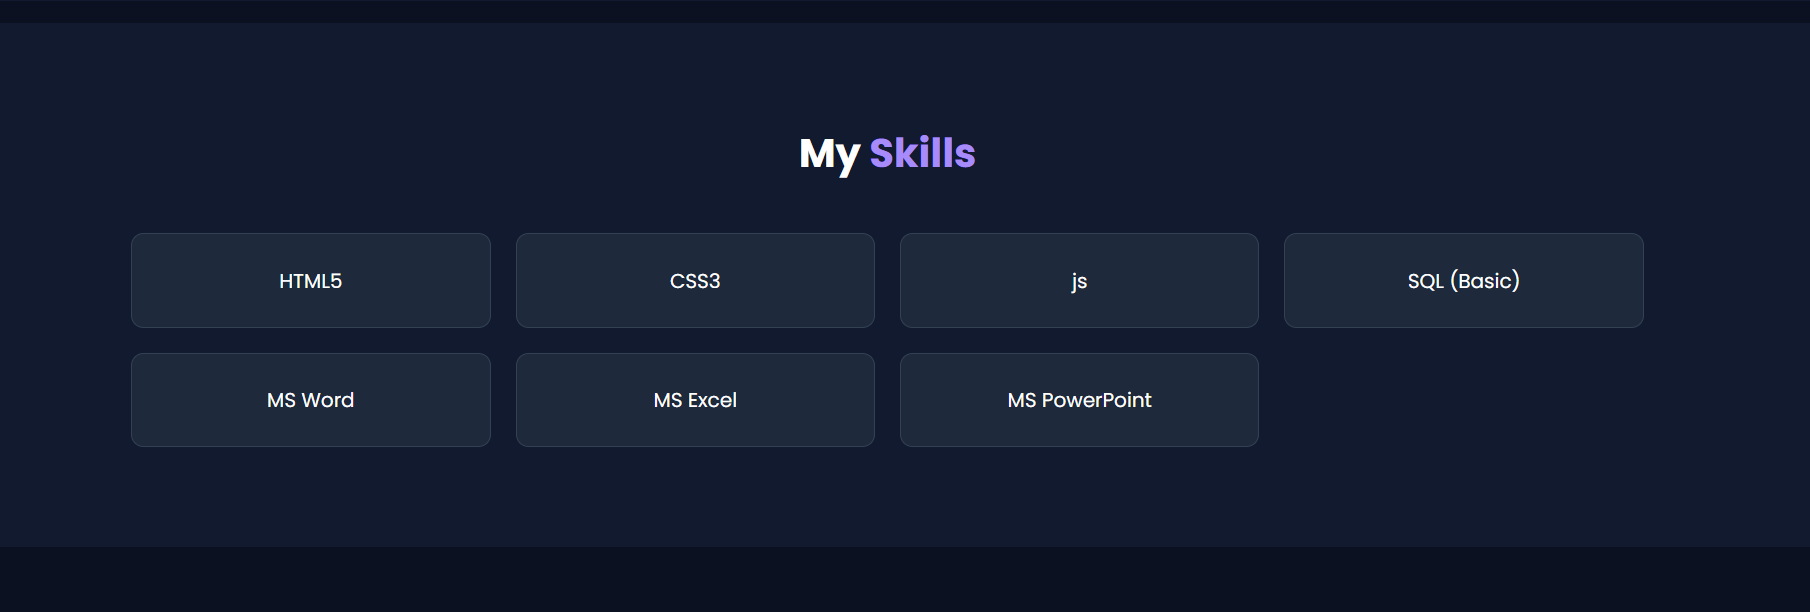 My Skills
HTML5
CSS3
js
SQL (Basic)
MS Word
MS Excel
MS PowerPoint